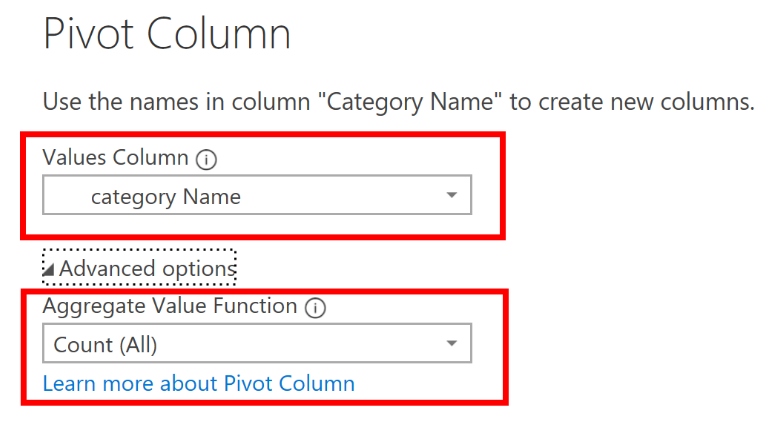 Pivot Column
Use the names in column "Category Name" to create new columns.
Values Column
category Name
Advanced options
Aggregate Value Function
Count (All)
Learn more about Pivot Column